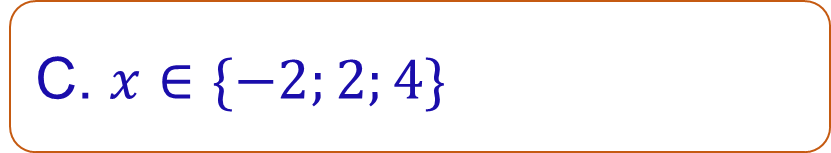 C. 𝑥 ∈ {−2; 2; 4}